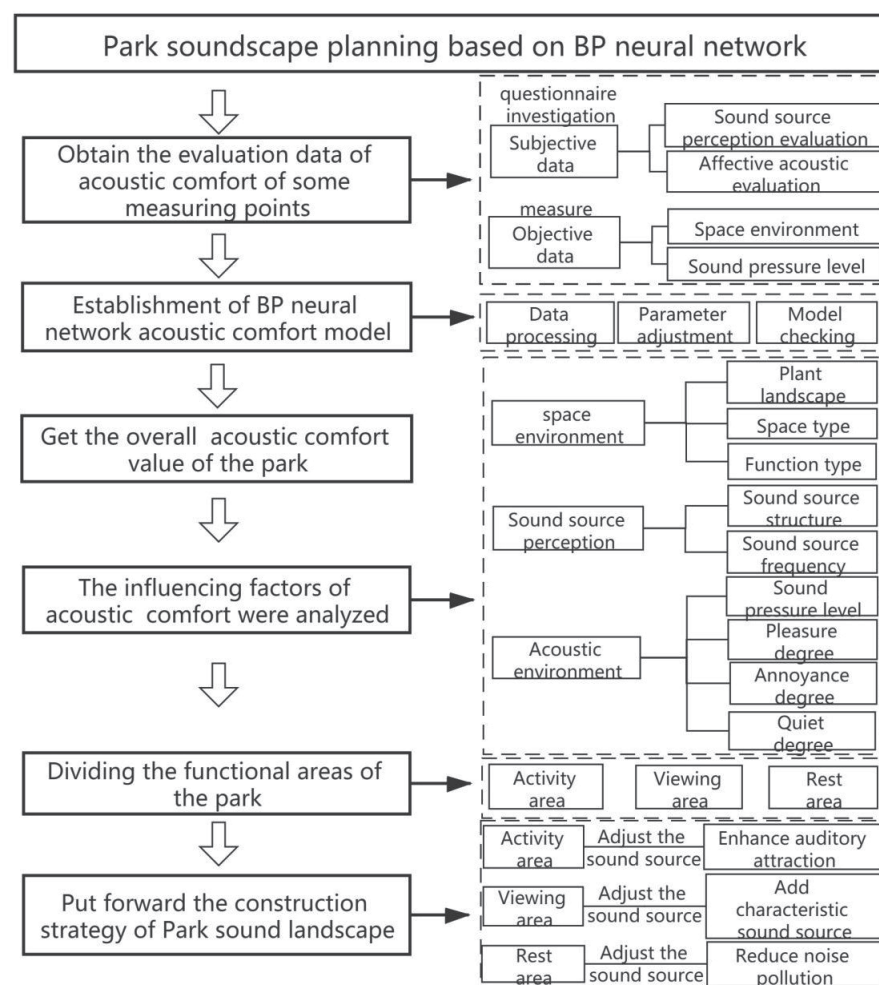 Park soundscape planning based on BP neural network
Obtain the evaluation data of
acoustic comfort of some
measuring points
questionnaire
investigation
Subjective
data
Sound source
perception evaluation
Affective acoustic
evaluation
measure
Objective
data
Space environment
Sound pressure level
Establishment of BP neural
network acoustic comfort model
Data
processing
Parameter
adjustment
Model
checking
Get the overall acoustic comfort
value of the park
The influencing factors of
acoustic comfort were analyzed
space
environment
Plant
landscape
Space type
Function type
Sound source
perception
Sound source
structure
Sound source
frequency
Acoustic
environment
Sound
pressure level
Pleasure
degree
Annoyance
degree
Quiet
degree
Dividing the functional areas of
the park
Activity
area
Viewing
area
Rest
area
Put forward the construction
strategy of Park sound landscape
Activity
area
Adjust the
sound source
Enhance auditory
attraction
Viewing
area
Adjust the
sound source
Add
characteristic
sound source
Rest
area
Adjust the
sound source
Reduce noise
pollution